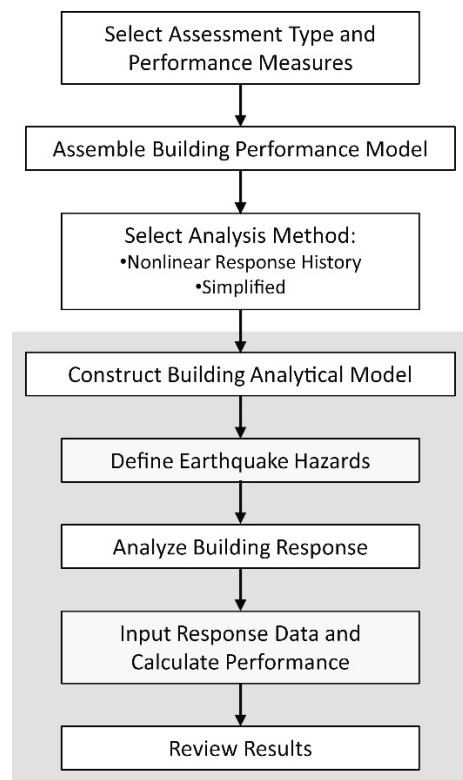 Select Assessment Type and
Performance Measures
Assemble Building Performance Model
Select Analysis Method:
•Nonlinear Response History
•Simplified
Construct Building Analytical Model
Define Earthquake Hazards
Analyze Building Response
Input Response Data and
Calculate Performance
Review Results